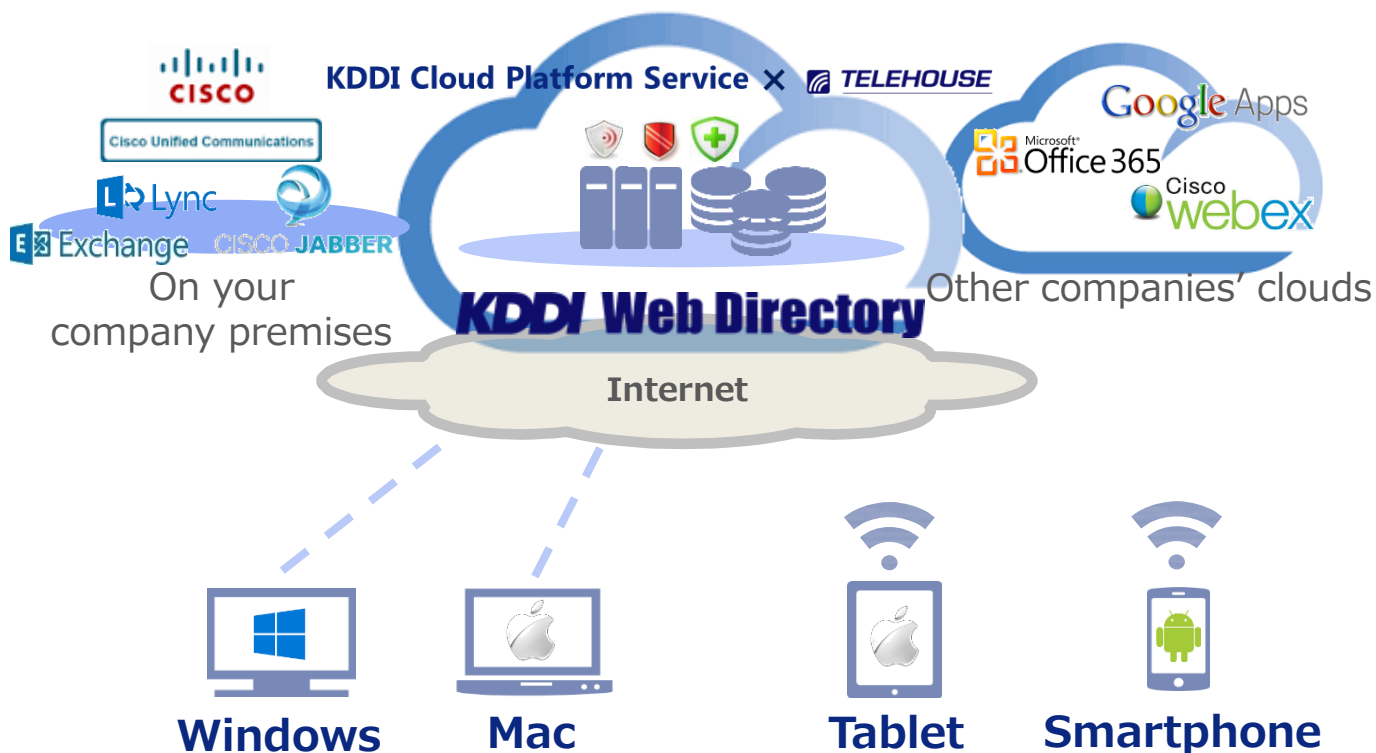 CISCO
Cisco Unified Communications
L Lync
E Exchange
CISCO JABBER
On your
company premises
KDDI Cloud Platform Service × TELEHOUSE
KDDI Web Directory
Google Apps
Microsoft®
Office 365
Cisco
webex
Other companies’ clouds
Internet
Windows
Mac
Tablet
Smartphone